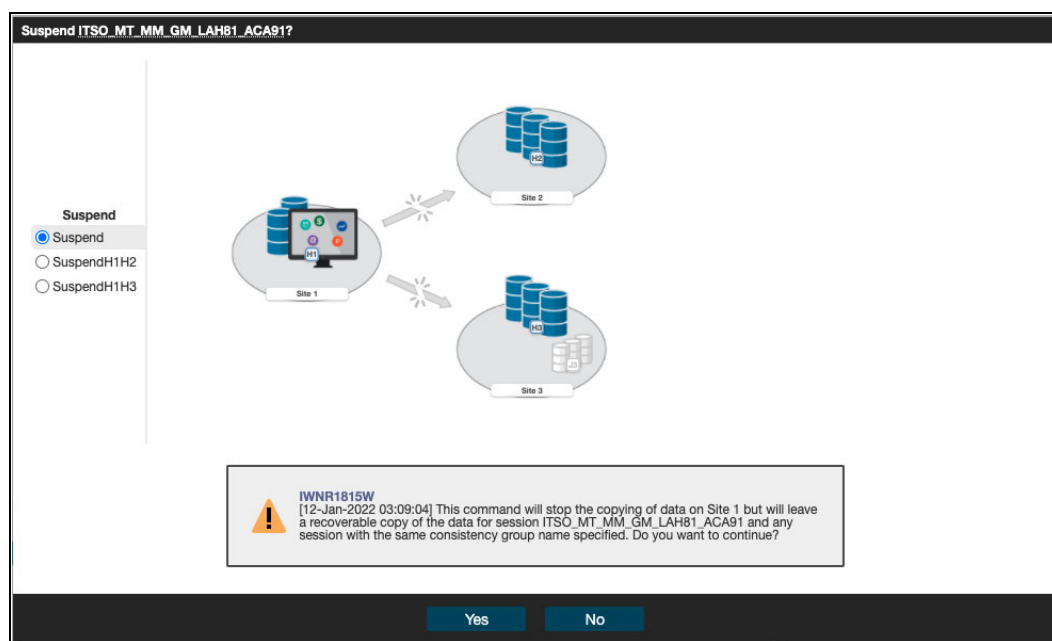 Suspend ITSO_MT_MM_GM_LAH81_ACA91?
Suspend
Suspend
SuspendH1H2
SuspendH1H3
H2
Site 2
H1
Site 1
H3
J3
Site 3
IWNR1815W
[12-Jan-2022 03:09:04] This command will stop the copying of data on Site 1 but will leave
a recoverable copy of the data for session ITSO_MT_MM_GM_LAH81_ACA91 and any
session with the same consistency group name specified. Do you want to continue?
Yes
No